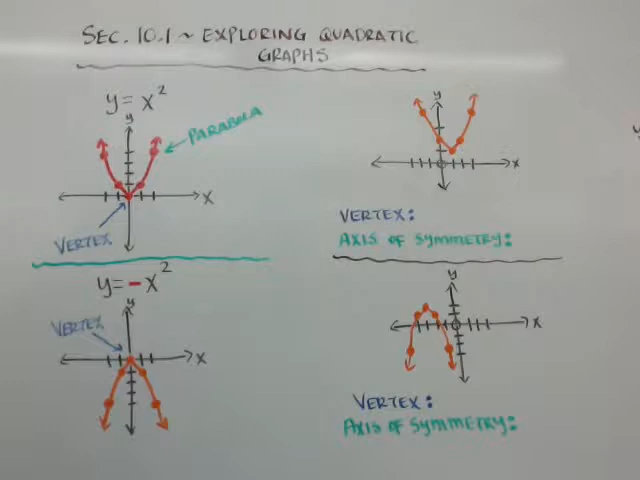 SEC. 10.1 ~ EXPLORING QUADRATIC
GRAPHS
y = x²
y
PARABOLA
x
VERTEX
y = -x²
y
VERTEX
x
y
x
VERTEX:
AXIS OF SYMMETRY:
y
x
VERTEX:
AXIS OF SYMMETRY:
y